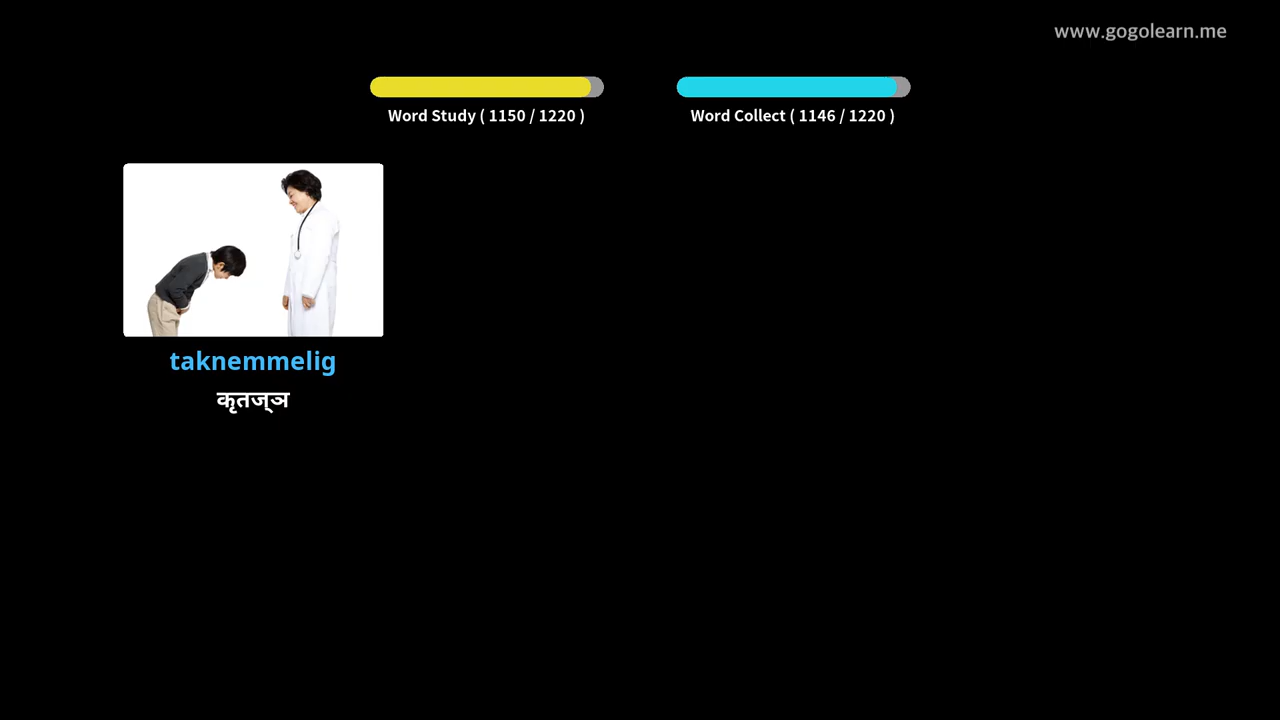 www.gogolearn.me
Word Study ( 1150 / 1220 )
Word Collect ( 1146 / 1220 )
taknemmelig
कृतज्ञ